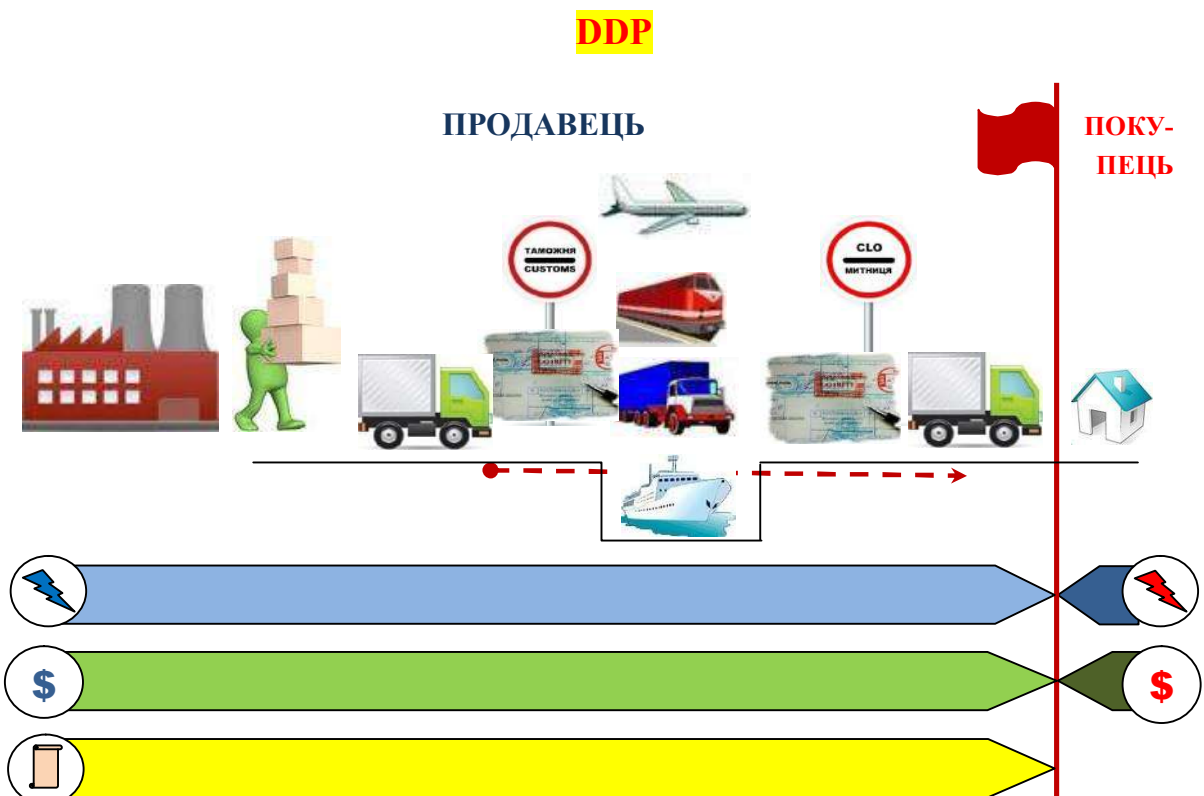 DDP
ПРОДАВЕЦЬ
ПОКУ-
ПЕЦЬ
ТАМОЖНЯ
CUSTOMS
CLO
МИТНИЦЯ
$
$